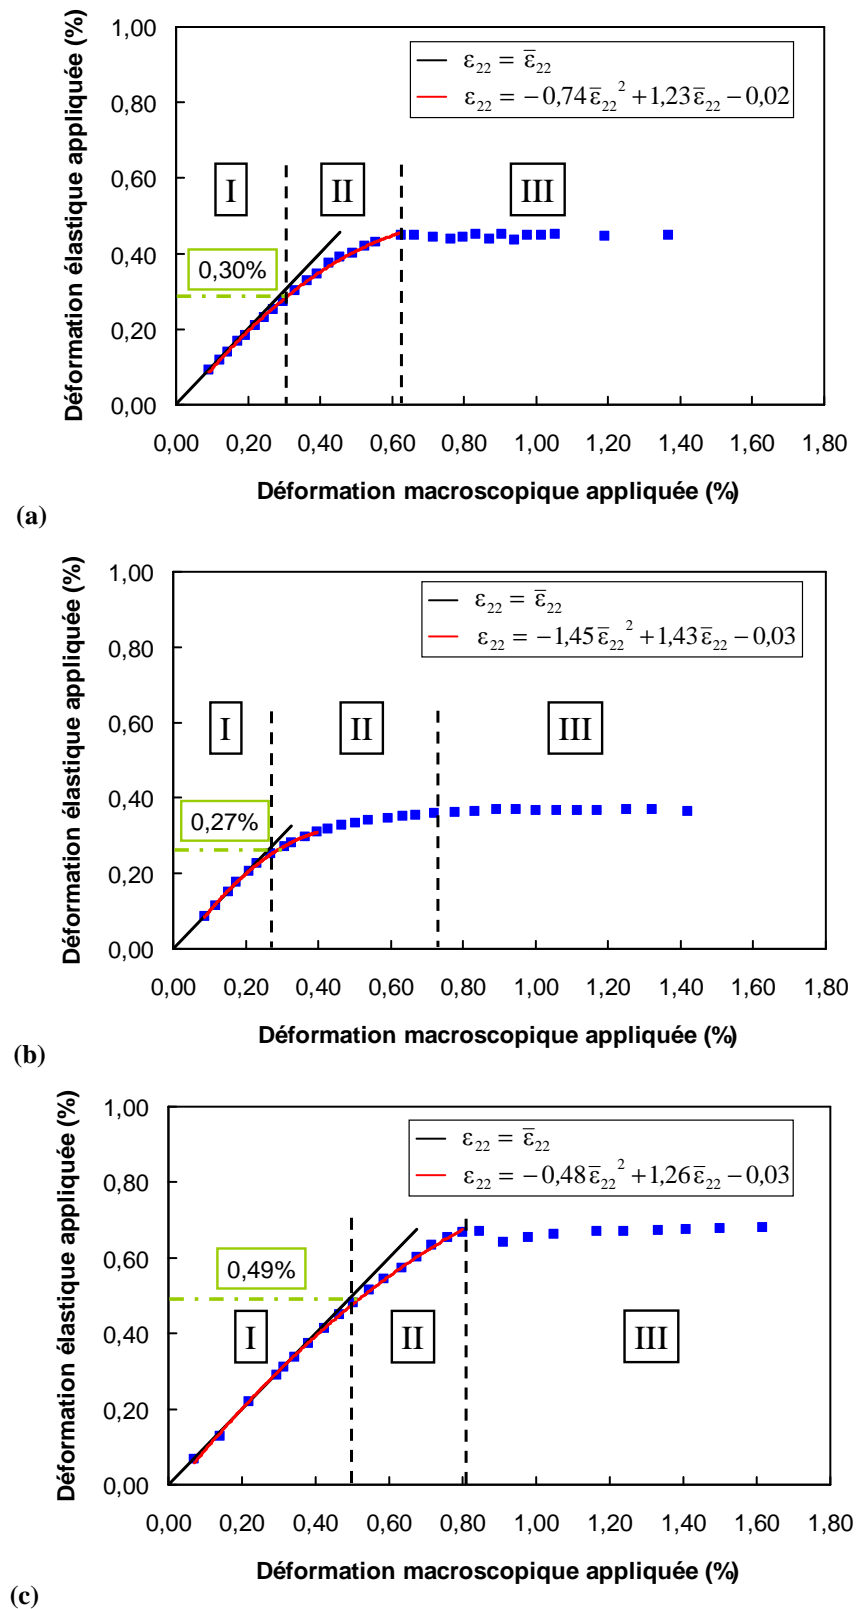 Déformation élastique appliquée (%)
1,00
0,80
0,60
0,40
0,20
0,00
ε₂₂ = ε̅₂₂
ε₂₂ = −0,74ε̅₂₂² +1,23ε̅₂₂ −0,02
I
II
III
0,30%
0,00 0,20 0,40 0,60 0,80 1,00 1,20 1,40 1,60 1,80
Déformation macroscopique appliquée (%)
(a)
Déformation élastique appliquée (%)
1,00
0,80
0,60
0,40
0,20
0,00
ε₂₂ = ε̅₂₂
ε₂₂ = −1,45ε̅₂₂² +1,43ε̅₂₂ −0,03
I
II
III
0,27%
0,00 0,20 0,40 0,60 0,80 1,00 1,20 1,40 1,60 1,80
Déformation macroscopique appliquée (%)
(b)
Déformation élastique appliquée (%)
1,00
0,80
0,60
0,40
0,20
0,00
ε₂₂ = ε̅₂₂
ε₂₂ = −0,48ε̅₂₂² +1,26ε̅₂₂ −0,03
0,49%
I
II
III
0,00 0,20 0,40 0,60 0,80 1,00 1,20 1,40 1,60 1,80
Déformation macroscopique appliquée (%)
(c)